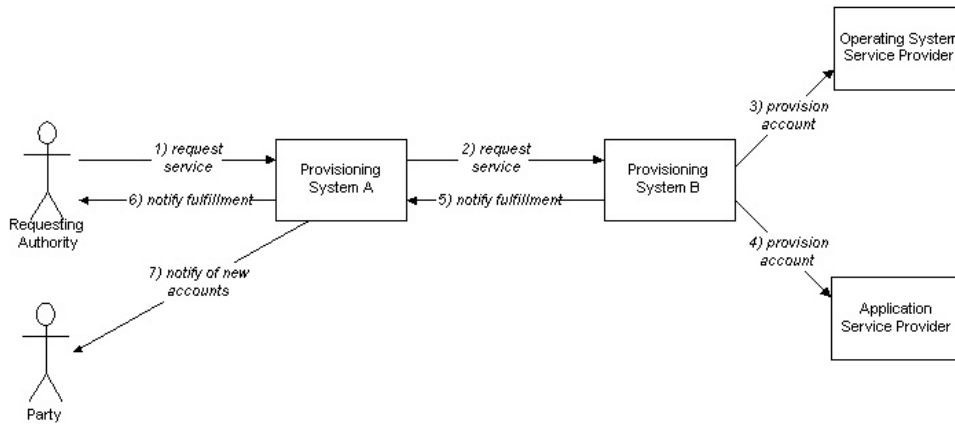 Operating System
Service Provider
3) provision
account
1) request
service
2) request
service
Provisioning
System A
Provisioning
System B
6) notify fulfillment
5) notify fulfillment
Requesting
Authority
4) provision
account
7) notify of new
accounts
Application
Service Provider
Party